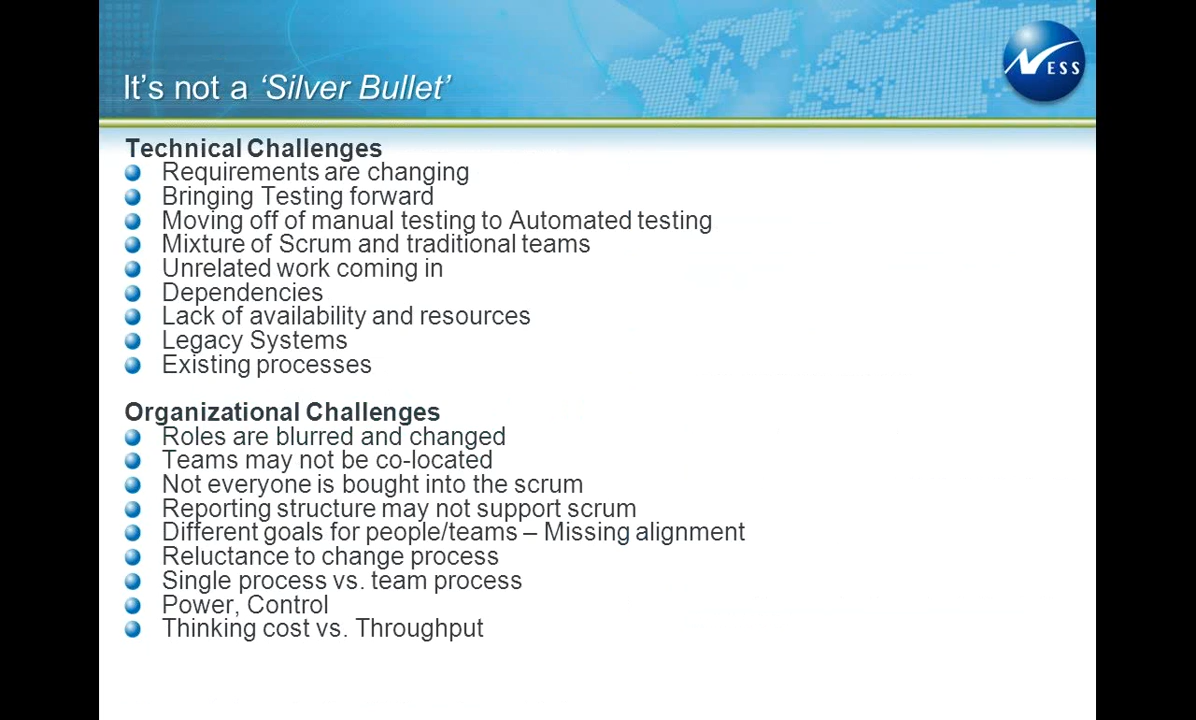 It's not a 'Silver Bullet'
NESS
Technical Challenges
Requirements are changing
Bringing Testing forward
Moving off of manual testing to Automated testing
Mixture of Scrum and traditional teams
Unrelated work coming in
Dependencies
Lack of availability and resources
Legacy Systems
Existing processes
Organizational Challenges
Roles are blurred and changed
Teams may not be co-located
Not everyone is bought into the scrum
Reporting structure may not support scrum
Different goals for people/teams – Missing alignment
Reluctance to change process
Single process vs. team process
Power, Control
Thinking cost vs. Throughput